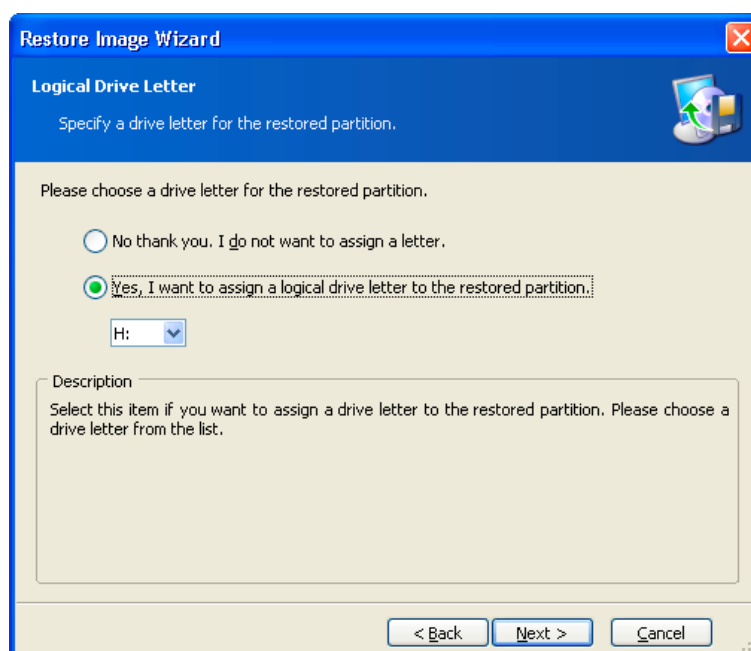 Restore Image Wizard
Logical Drive Letter
Specify a drive letter for the restored partition.
Please choose a drive letter for the restored partition.
No thank you. I do not want to assign a letter.
Yes, I want to assign a logical drive letter to the restored partition.
H:
Description
Select this item if you want to assign a drive letter to the restored partition. Please choose a
drive letter from the list.
< Back Next > Cancel